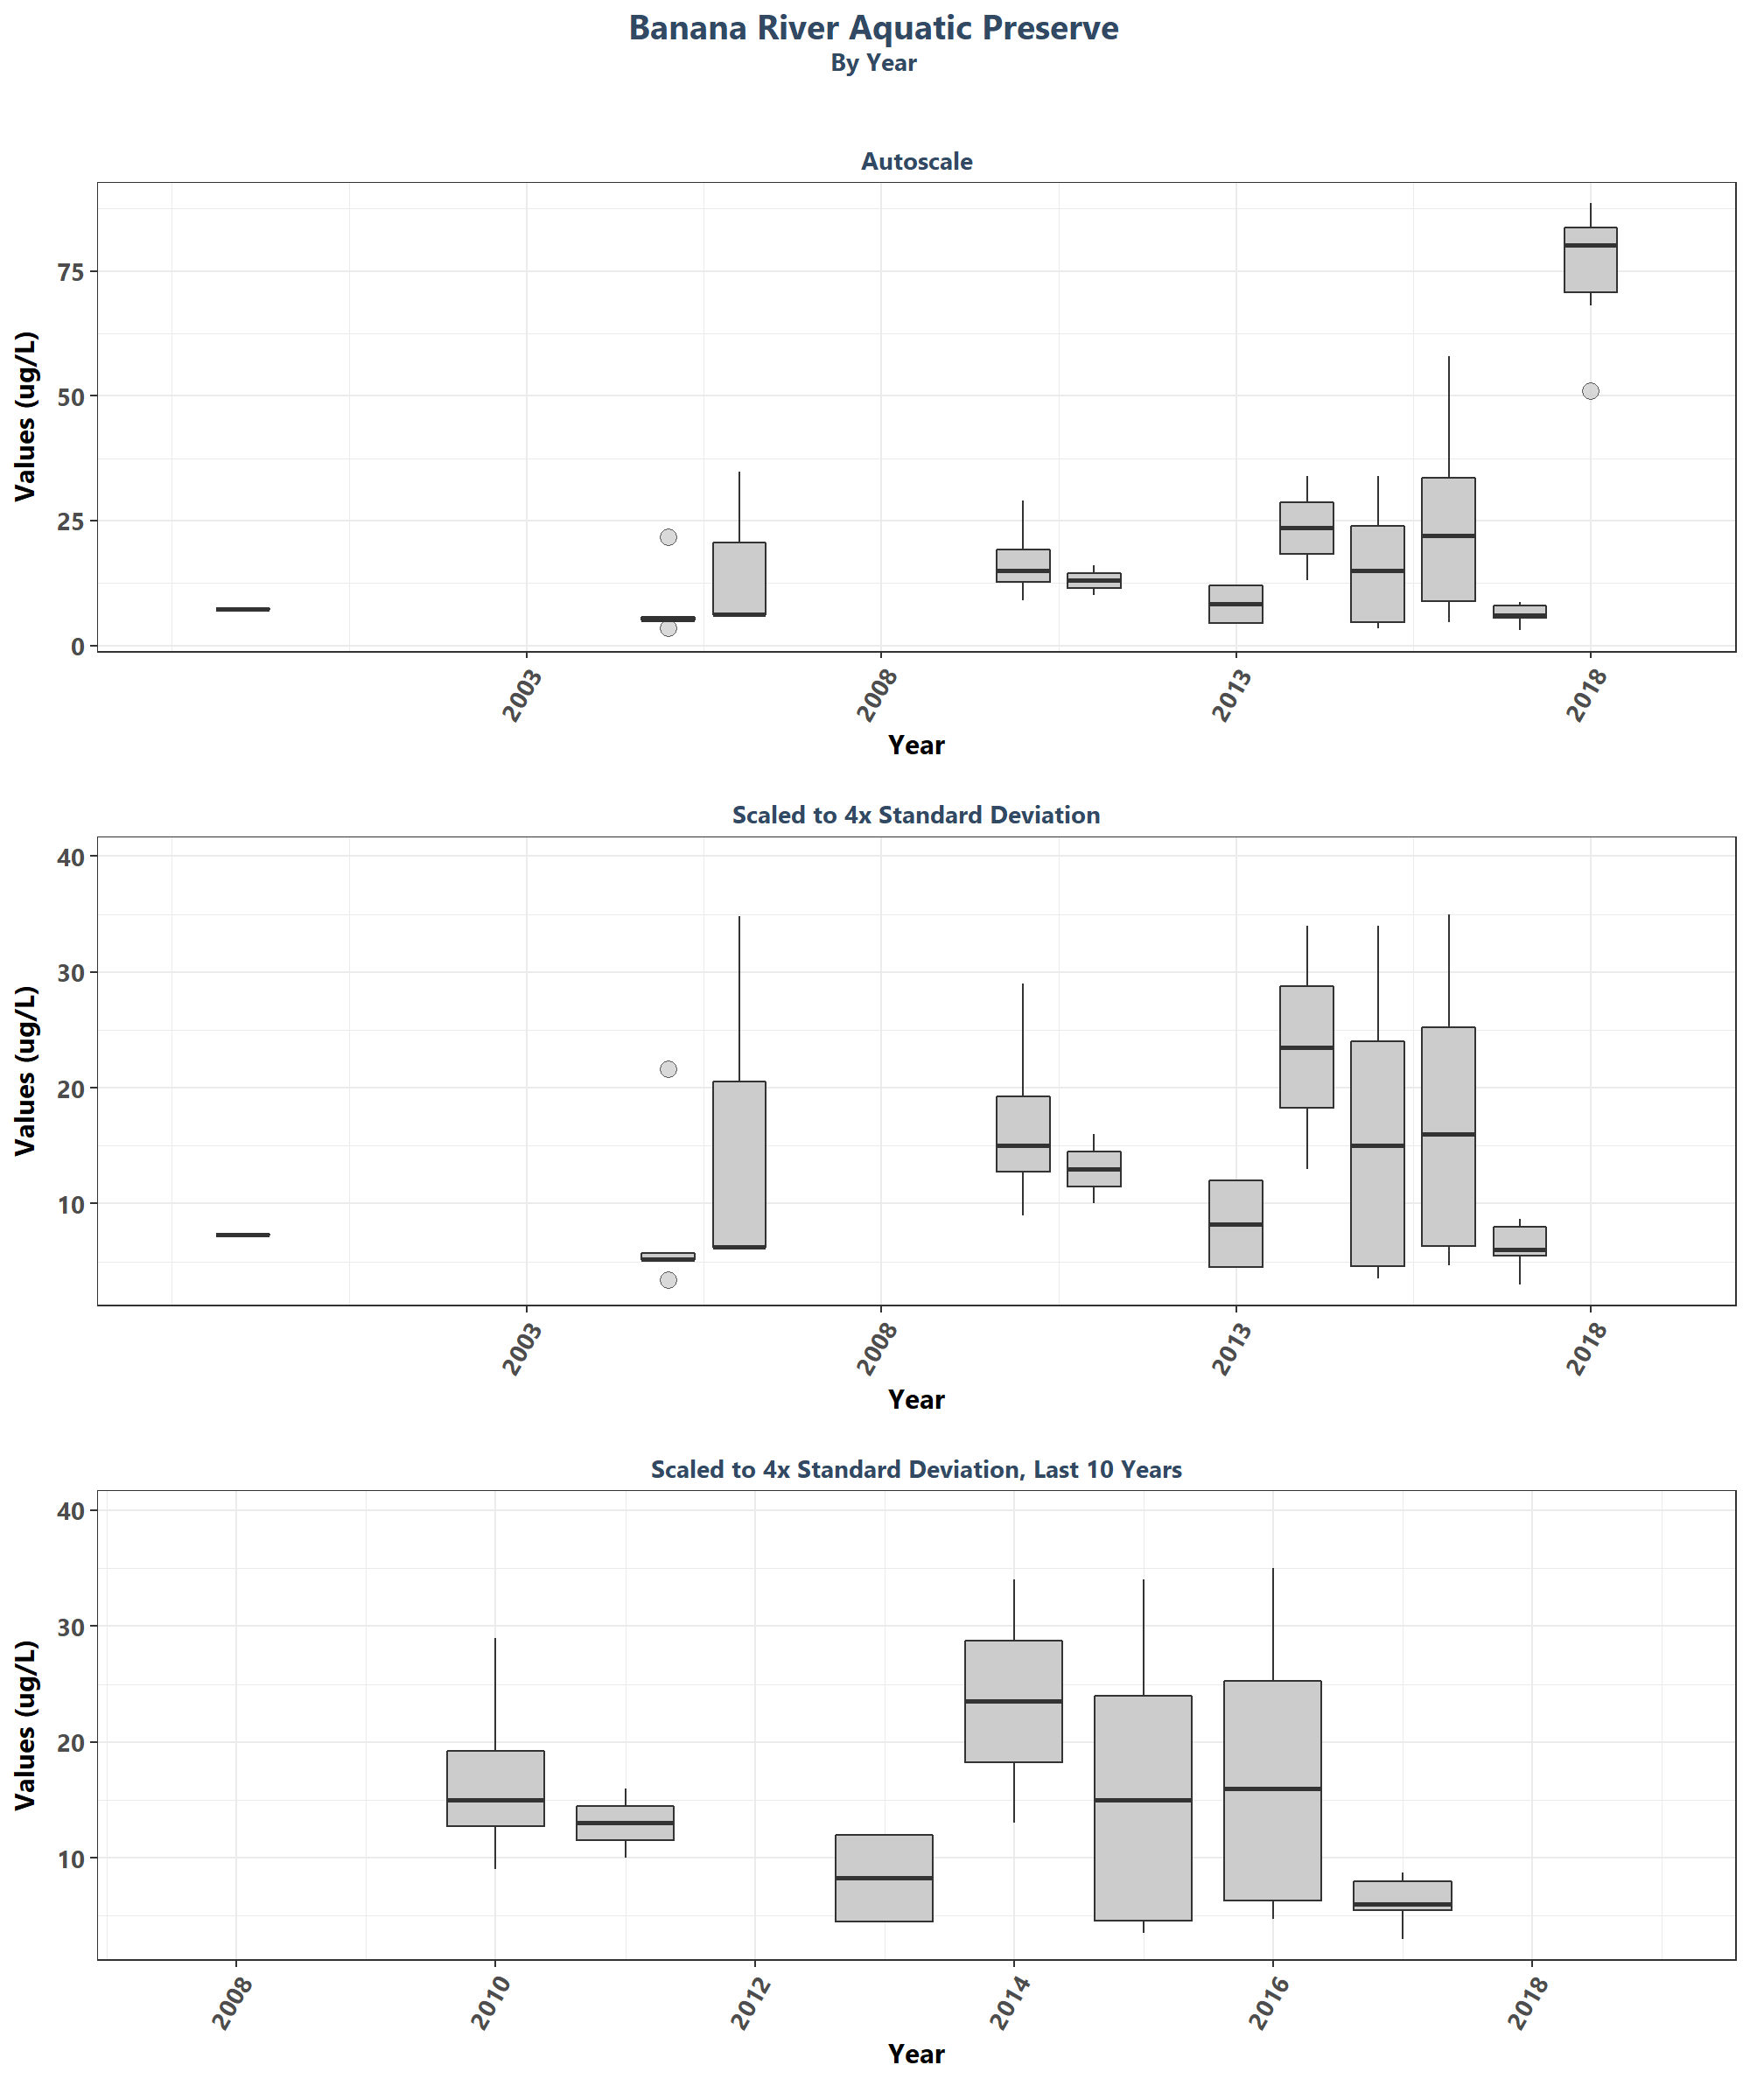 Banana River Aquatic Preserve
By Year
Autoscale
Values (ug/L)
75
50
25
0
2003
2008
2013
2018
Year
Scaled to 4x Standard Deviation
Values (ug/L)
40
30
20
10
2003
2008
2013
2018
Year
Scaled to 4x Standard Deviation, Last 10 Years
Values (ug/L)
40
30
20
10
2008
2010
2012
2014
2016
2018
Year